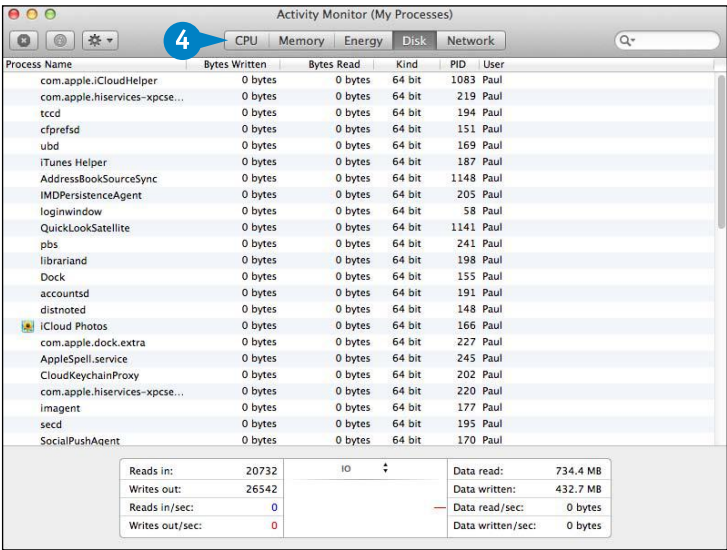 Activity Monitor (My Processes)
4 CPU Memory Energy Disk Network Q
Process Name Bytes Written Bytes Read Kind PID User
com.apple.iCloudHelper 0 bytes 0 bytes 64 bit 1083 Paul
com.apple.hiservices-xpcse... 0 bytes 0 bytes 64 bit 219 Paul
tccd 0 bytes 0 bytes 64 bit 194 Paul
cfprefsd 0 bytes 0 bytes 64 bit 151 Paul
ubd 0 bytes 0 bytes 64 bit 169 Paul
iTunes Helper 0 bytes 0 bytes 64 bit 187 Paul
AddressBookSourceSync 0 bytes 0 bytes 64 bit 1148 Paul
IMDPersistenceAgent 0 bytes 0 bytes 64 bit 205 Paul
loginwindow 0 bytes 0 bytes 64 bit 58 Paul
QuickLookSatellite 0 bytes 0 bytes 64 bit 1141 Paul
pbs 0 bytes 0 bytes 64 bit 241 Paul
librariand 0 bytes 0 bytes 64 bit 198 Paul
Dock 0 bytes 0 bytes 64 bit 155 Paul
accountsd 0 bytes 0 bytes 64 bit 191 Paul
distnoted 0 bytes 0 bytes 64 bit 148 Paul
iCloud Photos 0 bytes 0 bytes 64 bit 166 Paul
com.apple.dock.extra 0 bytes 0 bytes 64 bit 227 Paul
AppleSpell.service 0 bytes 0 bytes 64 bit 245 Paul
CloudKeychainProxy 0 bytes 0 bytes 64 bit 202 Paul
com.apple.hiservices-xpcse... 0 bytes 0 bytes 64 bit 220 Paul
imagent 0 bytes 0 bytes 64 bit 177 Paul
secd 0 bytes 0 bytes 64 bit 195 Paul
SocialPushAgent 0 bytes 0 bytes 64 bit 170 Paul
Reads in: 20732 IO Data read: 734.4 MB
Writes out: 26542 Data written: 432.7 MB
Reads in/sec: 0 Data read/sec: 0 bytes
Writes out/sec: 0 Data written/sec: 0 bytes